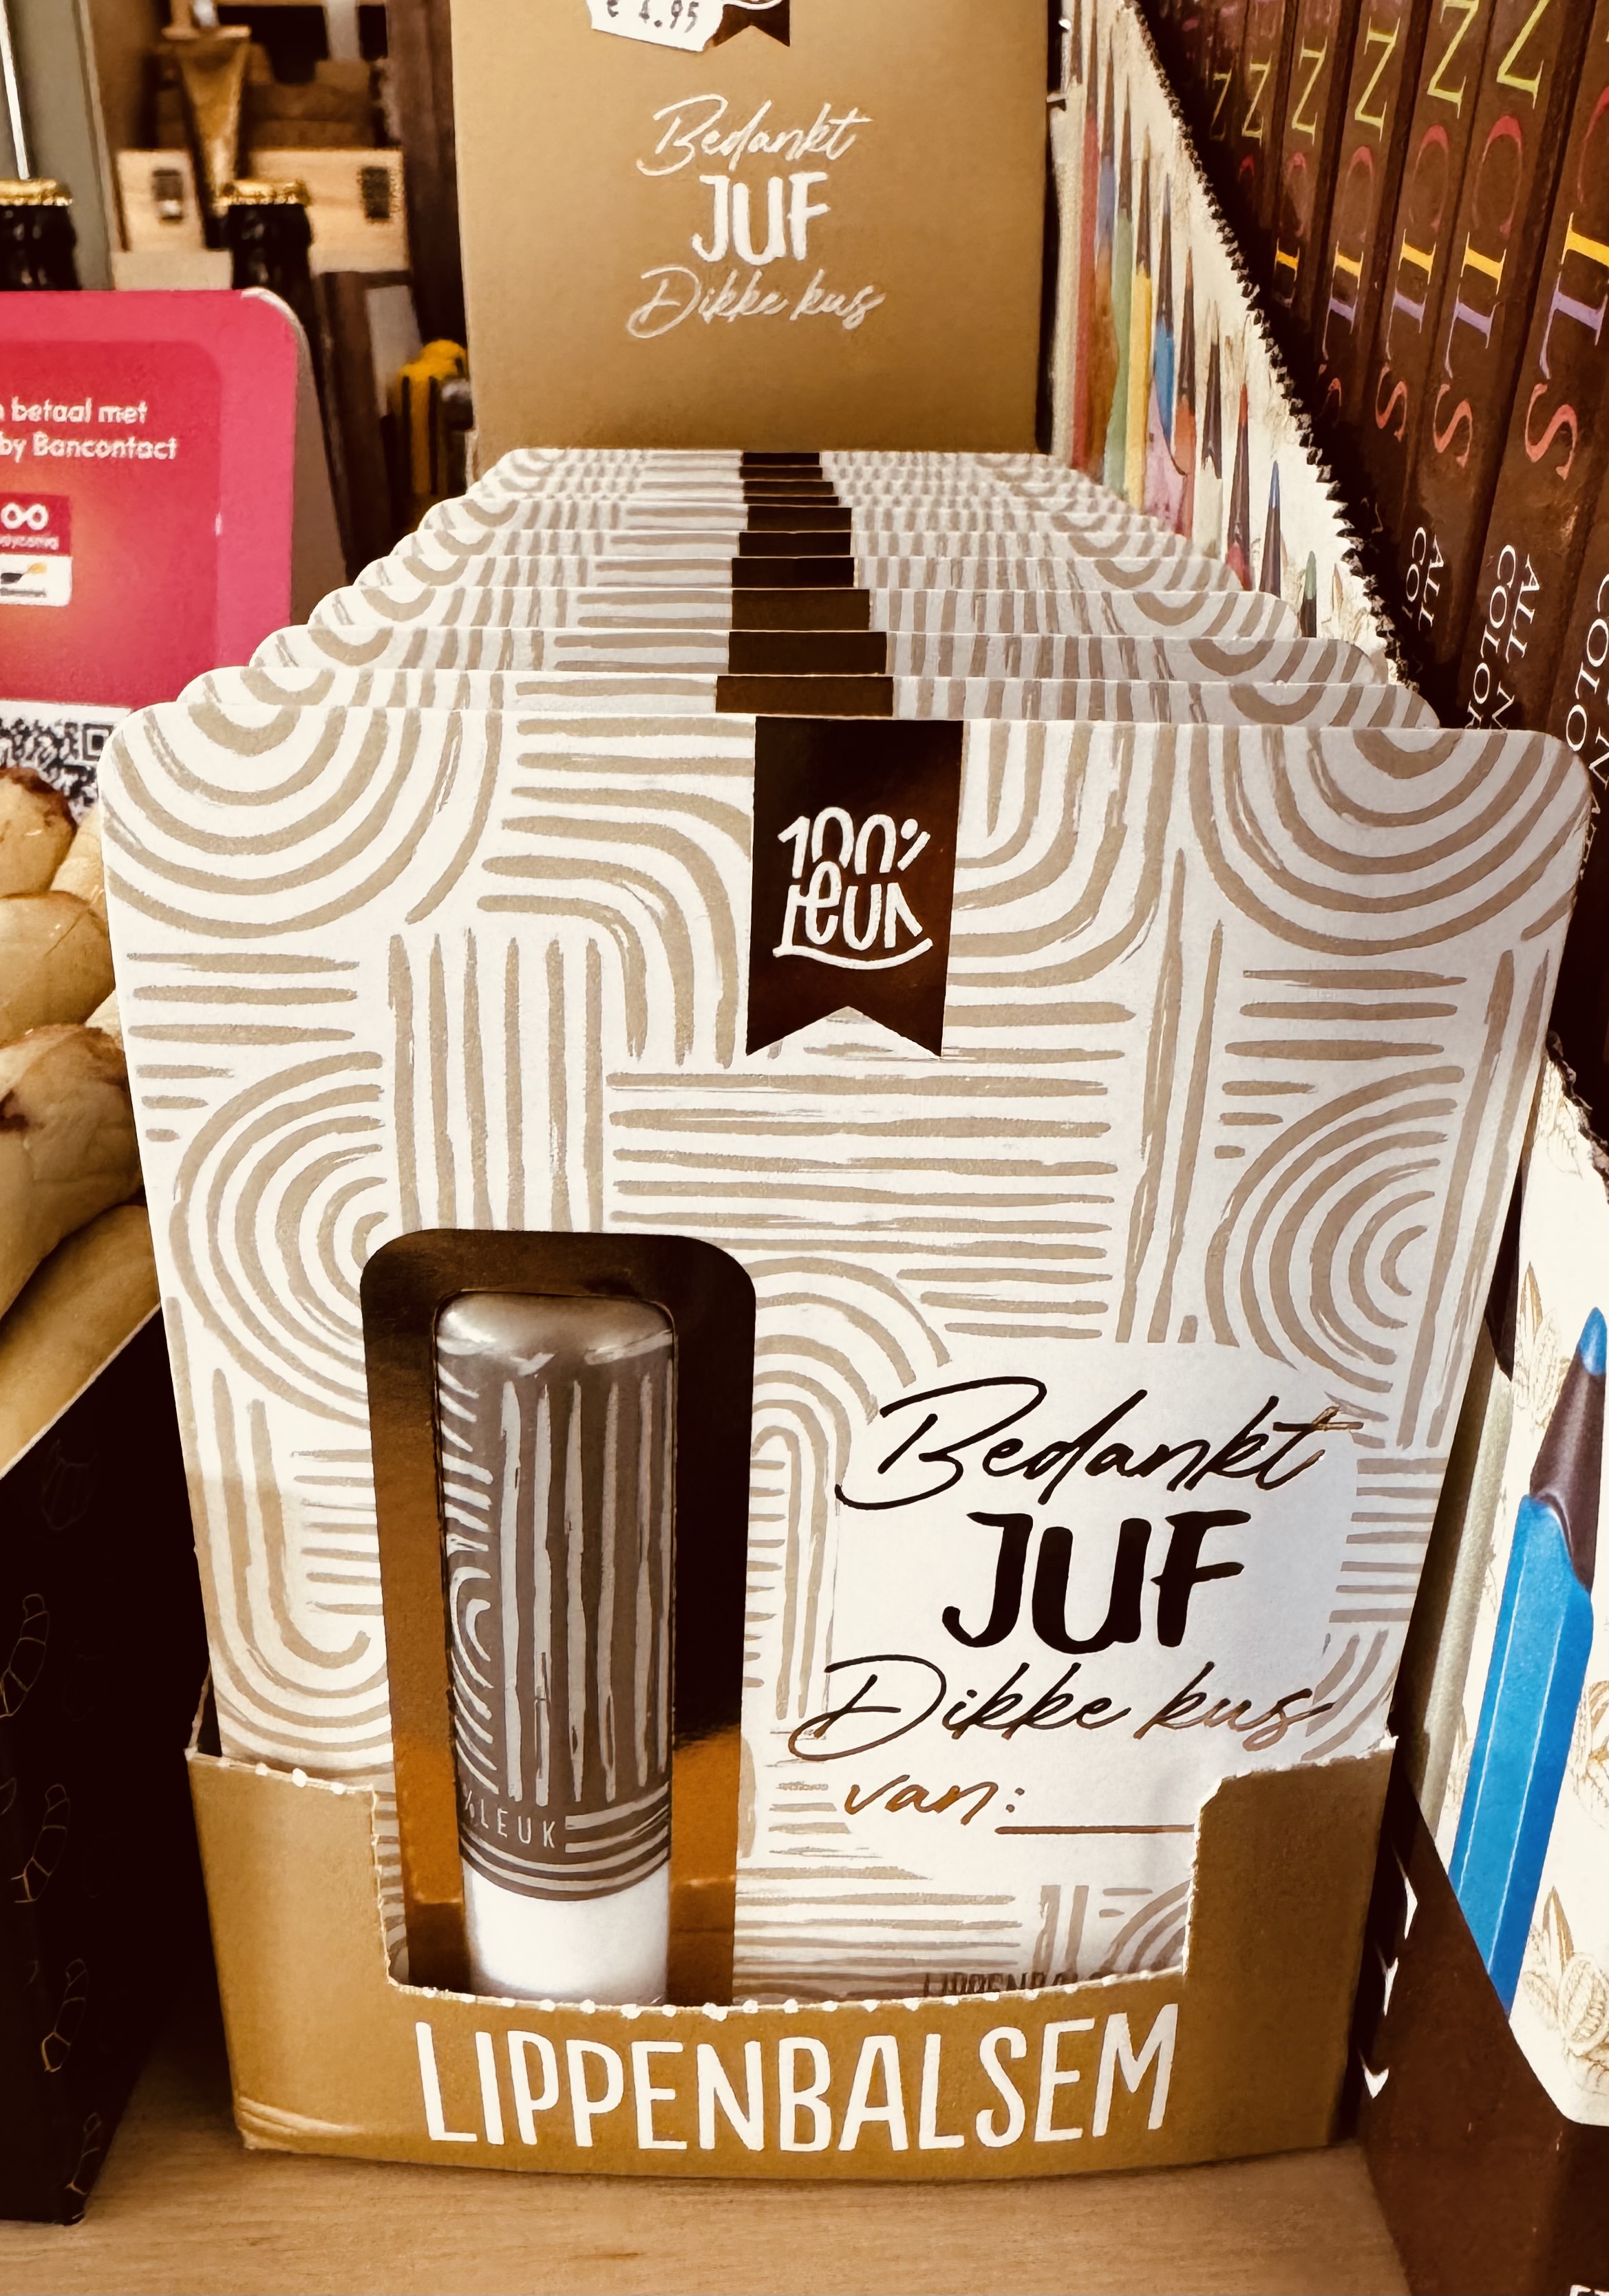 € 4.95
Bedankt
JUF
Dikke kus
betaal met
by Bancontact
100%
Leuk
Bedankt
JUF
Dikke kus
van:
%LEUK
LIPPENBALSEM
LIPPENBALSEM